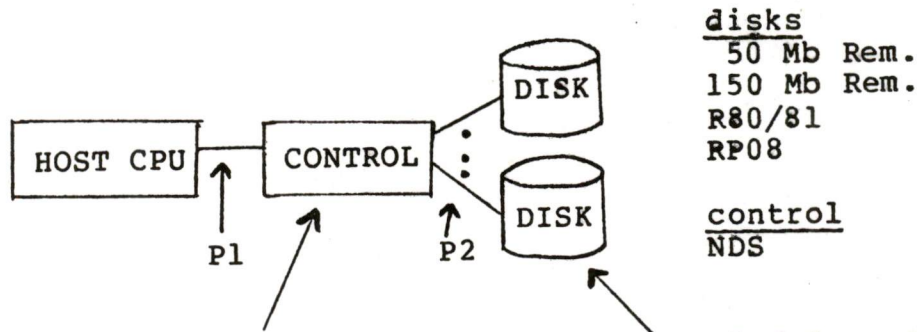 HOST CPU
P1
CONTROL
P2
DISK
DISK
disks
50 Mb Rem.
150 Mb Rem.
R80/81
RP08
control
NDS